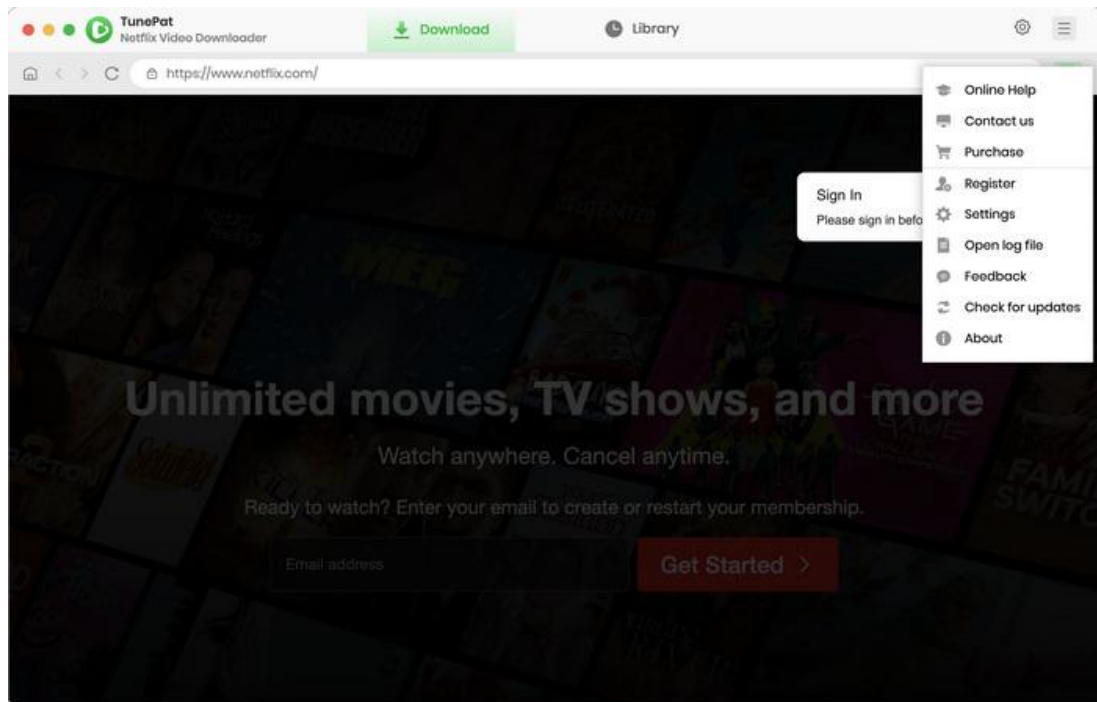 TunePat
Netflix Video Downloader
Download
Library
https://www.netflix.com/
Online Help
Contact us
Purchase
Register
Settings
Open log file
Feedback
Check for updates
About
Sign In
Please sign in befo
MEG
Unlimited movies, TV shows, and more
Watch anywhere. Cancel anytime.
Ready to watch? Enter your email to create or restart your membership.
Email address
Get Started
FAMILY
SWITCH